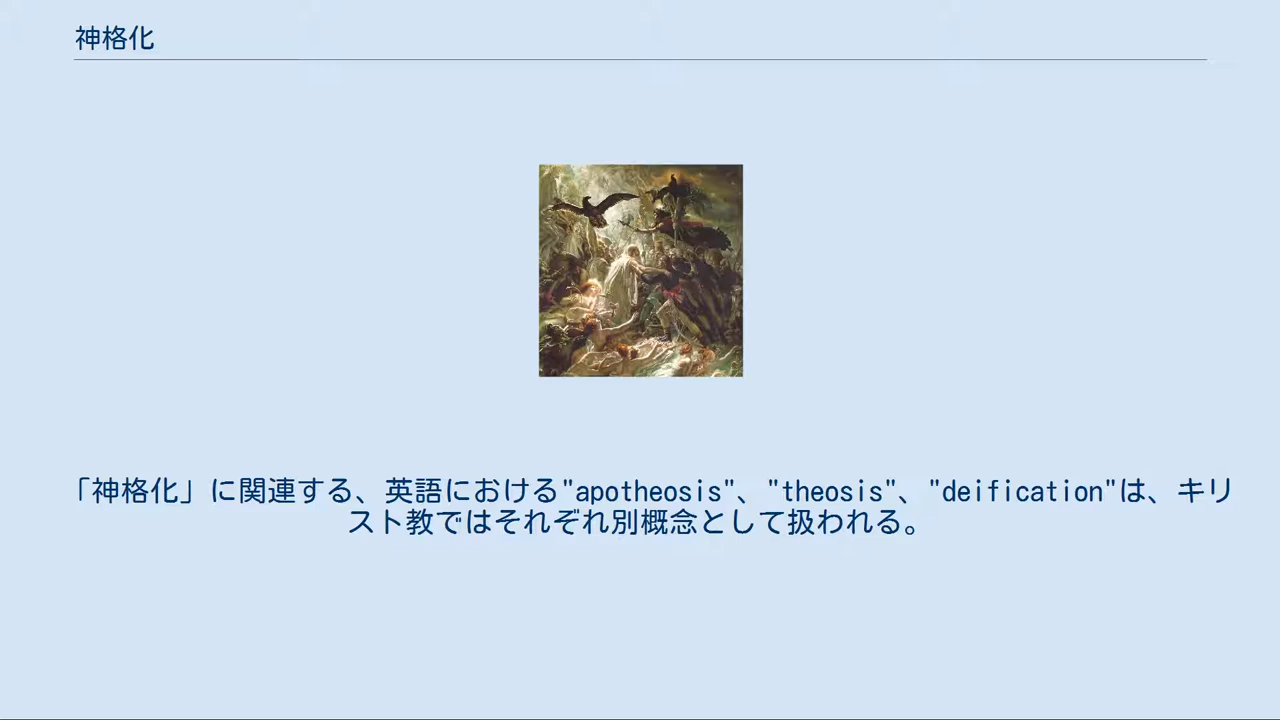 神格化
「神格化」に関連する、英語における"apotheosis"、"theosis"、"deification"は、キリ
スト教ではそれぞれ別概念として扱われる。